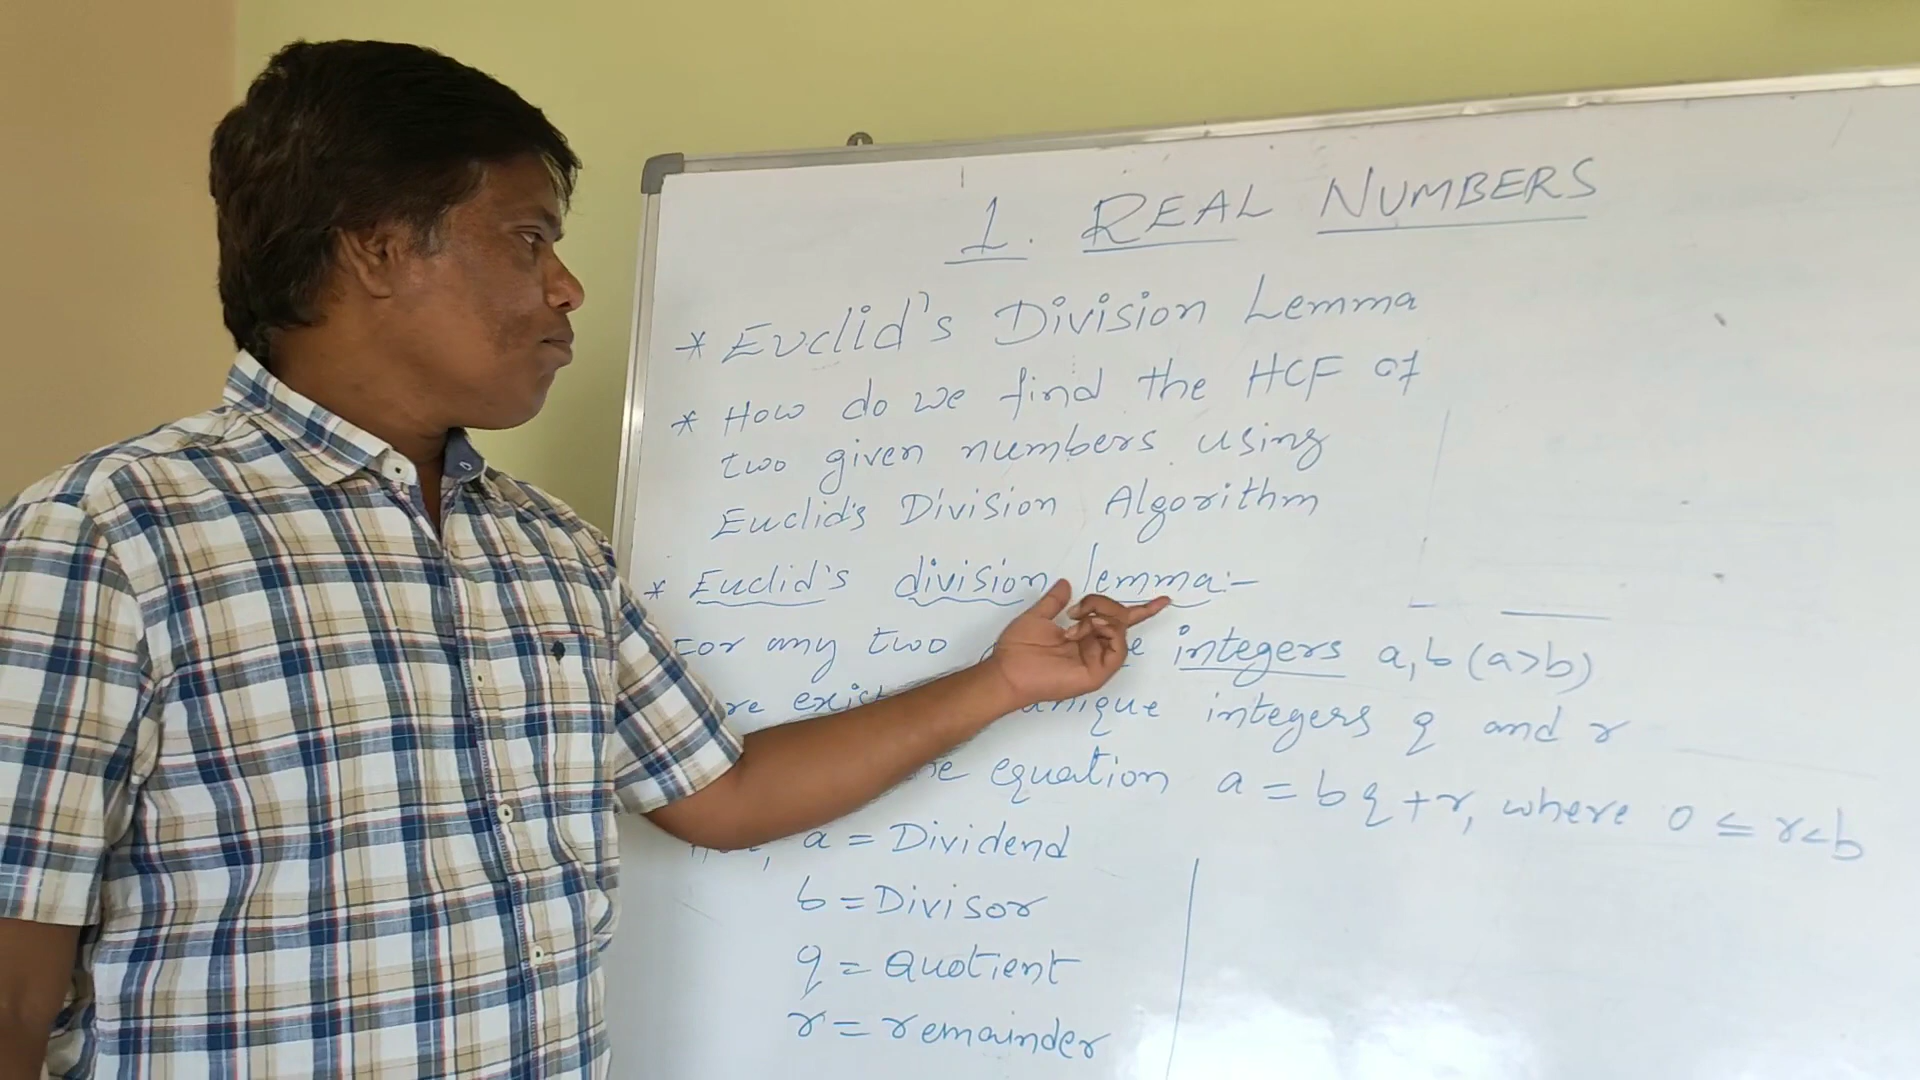 1. REAL NUMBERS
* Euclid's Division Lemma
* How do we find the HCF of
two given numbers using
Euclid's Division Algorithm
* Euclid's division lemma:-
For any two integers a, b (a>b)
unique integers q and r
equation a = bq+r, where 0 ≤ r<b
a = Dividend
b = Divisor
q = Quotient
r = remainder